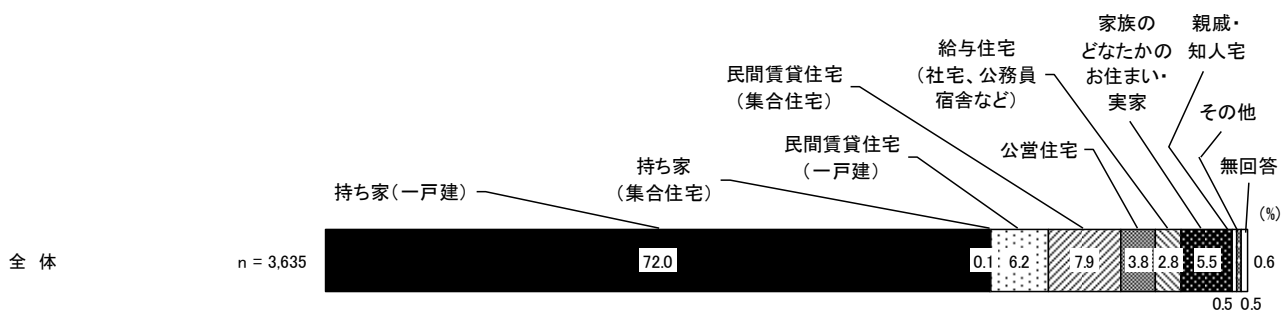 家族の
どなたかの
お住まい・
実家
親戚・
知人宅
給与住宅
（社宅、公務員
宿舎など）
民間賃貸住宅
（集合住宅）
その他
民間賃貸住宅
（一戸建）
公営住宅
持ち家
（集合住宅）
無回答
持ち家（一戸建）
(%)
全 体 n = 3,635 72.0 0.1 6.2 7.9 3.8 2.8 5.5 0.6
0.5 0.5